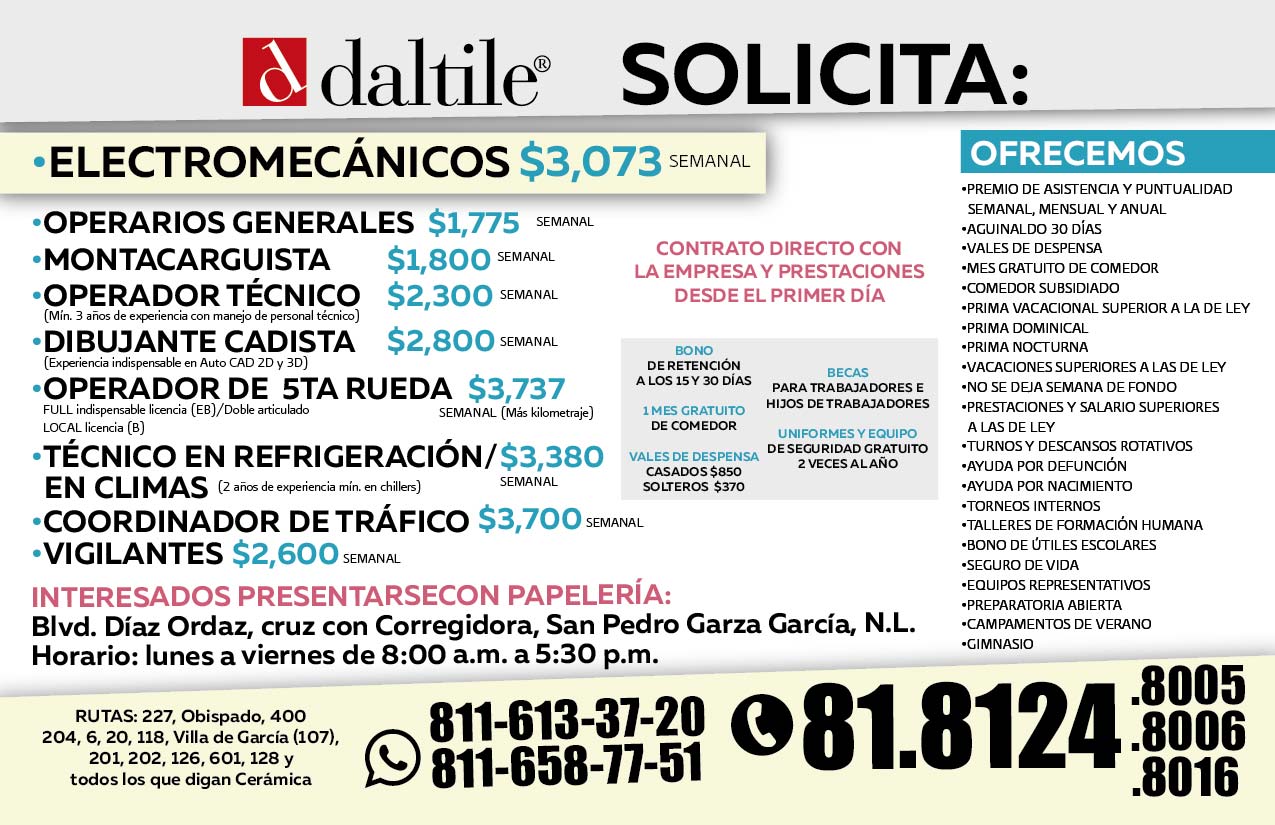 daltile® SOLICITA:
•ELECTROMECÁNICOS $3,073 SEMANAL
•OPERARIOS GENERALES $1,775 SEMANAL
•MONTACARGUISTA $1,800 SEMANAL
•OPERADOR TÉCNICO $2,300 SEMANAL
(Mín. 3 años de experiencia con manejo de personal técnico)
•DIBUJANTE CADISTA $2,800 SEMANAL
(Experiencia indispensable en Auto CAD 2D y 3D)
•OPERADOR DE 5TA RUEDA $3,737
FULL indispensable licencia (EB)/Doble articulado SEMANAL (Más kilometraje)
LOCAL licencia (B)
•TÉCNICO EN REFRIGERACIÓN/ $3,380
EN CLIMAS (2 años de experiencia mín. en chillers) SEMANAL
•COORDINADOR DE TRÁFICO $3,700 SEMANAL
•VIGILANTES $2,600 SEMANAL
CONTRATO DIRECTO CON
LA EMPRESA Y PRESTACIONES
DESDE EL PRIMER DÍA
BONO
DE RETENCIÓN
A LOS 15 Y 30 DÍAS
1 MES GRATUITO
DE COMEDOR
VALES DE DESPENSA
CASADOS $850
SOLTEROS $370
BECAS
PARA TRABAJADORES E
HIJOS DE TRABAJADORES
UNIFORMES Y EQUIPO
DE SEGURIDAD GRATUITO
2 VECES AL AÑO
OFRECEMOS
•PREMIO DE ASISTENCIA Y PUNTUALIDAD
SEMANAL, MENSUAL Y ANUAL
•AGUINALDO 30 DÍAS
•VALES DE DESPENSA
•MES GRATUITO DE COMEDOR
•COMEDOR SUBSIDIADO
•PRIMA VACACIONAL SUPERIOR A LA DE LEY
•PRIMA DOMINICAL
•PRIMA NOCTURNA
•VACACIONES SUPERIORES A LAS DE LEY
•NO SE DEJA SEMANA DE FONDO
•PRESTACIONES Y SALARIO SUPERIORES
A LAS DE LEY
•TURNOS Y DESCANSOS ROTATIVOS
•AYUDA POR DEFUNCIÓN
•AYUDA POR NACIMIENTO
•TORNEOS INTERNOS
•TALLERES DE FORMACIÓN HUMANA
•BONO DE ÚTILES ESCOLARES
•SEGURO DE VIDA
•EQUIPOS REPRESENTATIVOS
•PREPARATORIA ABIERTA
•CAMPAMENTOS DE VERANO
•GIMNASIO
INTERESADOS PRESENTARSECON PAPELERÍA:
Blvd. Díaz Ordaz, cruz con Corregidora, San Pedro Garza García, N.L.
Horario: lunes a viernes de 8:00 a.m. a 5:30 p.m.
RUTAS: 227, Obispado, 400
204, 6, 20, 118, Villa de García (107),
201, 202, 126, 601, 128 y
todos los que digan Cerámica
811-613-37-20
811-658-77-51
81.8124 .8005
.8006
.8016